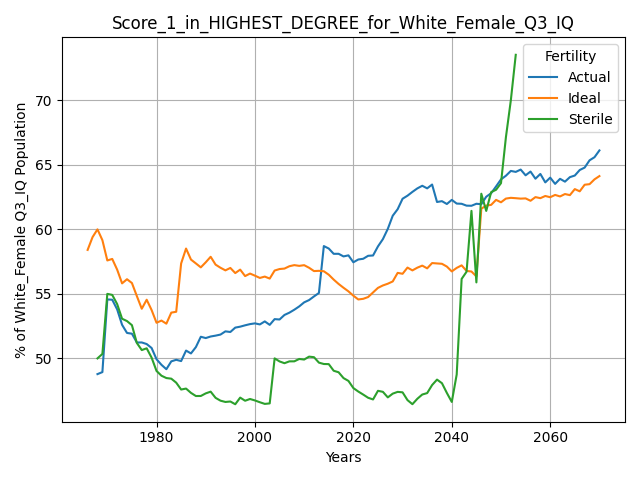 Score_1_in_HIGHEST_DEGREE_for_White_Female_Q3_IQ
% of White_Female Q3_IQ Population
70
65
60
55
50
Fertility
Actual
Ideal
Sterile
1980 2000 2020 2040 2060
Years